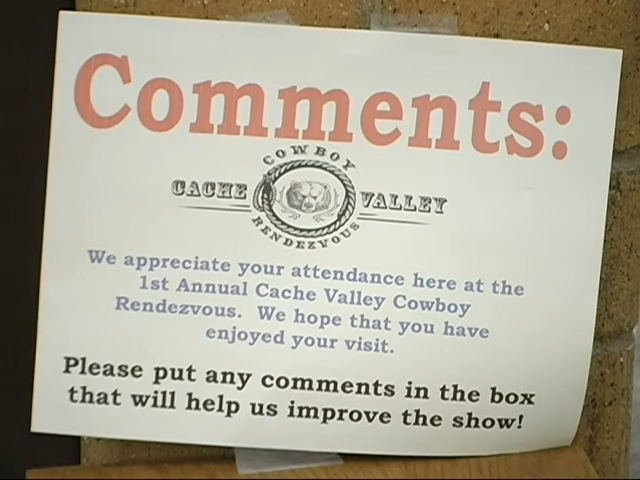 Comments:
COWBOY
CACHE VALLEY
RENDEZVOUS
We appreciate your attendance here at the
1st Annual Cache Valley Cowboy
Rendezvous. We hope that you have
enjoyed your visit.
Please put any comments in the box
that will help us improve the show!